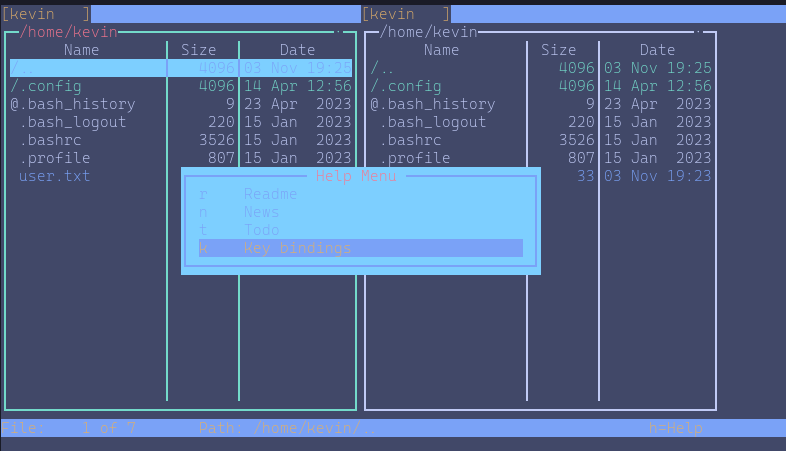 [kevin   ] [kevin   ]
/home/kevin /home/kevin
Name Size Date Name Size Date
/.. 4096 03 Nov 19:25 /.. 4096 03 Nov 19:25
/.config 4096 14 Apr 12:56 /.config 4096 14 Apr 12:56
@.bash_history 9 23 Apr  2023 @.bash_history 9 23 Apr  2023
.bash_logout 220 15 Jan  2023 .bash_logout 220 15 Jan  2023
.bashrc 3526 15 Jan  2023 .bashrc 3526 15 Jan  2023
.profile 807 15 Jan  2023 .profile 807 15 Jan  2023
user.txt 33 03 Nov 19:23
Help Menu
r Readme
n News
t Todo
k Key bindings
File: 1 of 7 Path: /home/kevin/.. h=Help